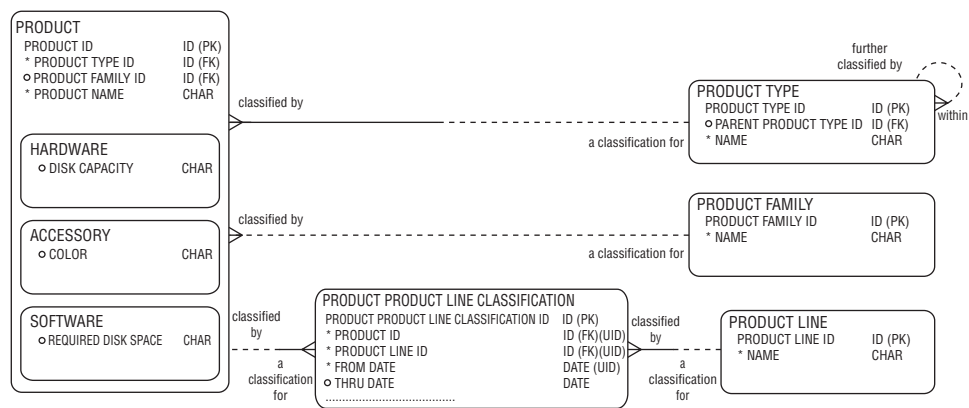 PRODUCT
PRODUCT ID ID (PK)
* PRODUCT TYPE ID ID (FK)
o PRODUCT FAMILY ID ID (FK)
* PRODUCT NAME CHAR
HARDWARE
o DISK CAPACITY CHAR
ACCESSORY
o COLOR CHAR
SOFTWARE
o REQUIRED DISK SPACE CHAR
classified by
a classification for
further
classified by
within
PRODUCT TYPE
PRODUCT TYPE ID ID (PK)
o PARENT PRODUCT TYPE ID ID (FK)
* NAME CHAR
classified by
a classification for
PRODUCT FAMILY
PRODUCT FAMILY ID ID (PK)
* NAME CHAR
classified
by
a
classification
for
PRODUCT PRODUCT LINE CLASSIFICATION
PRODUCT PRODUCT LINE CLASSIFICATION ID ID (PK)
* PRODUCT ID ID (FK)(UID)
* PRODUCT LINE ID ID (FK)(UID)
* FROM DATE DATE (UID)
o THRU DATE DATE
.......................................
classified
by
a
classification
for
PRODUCT LINE
PRODUCT LINE ID ID (PK)
* NAME CHAR